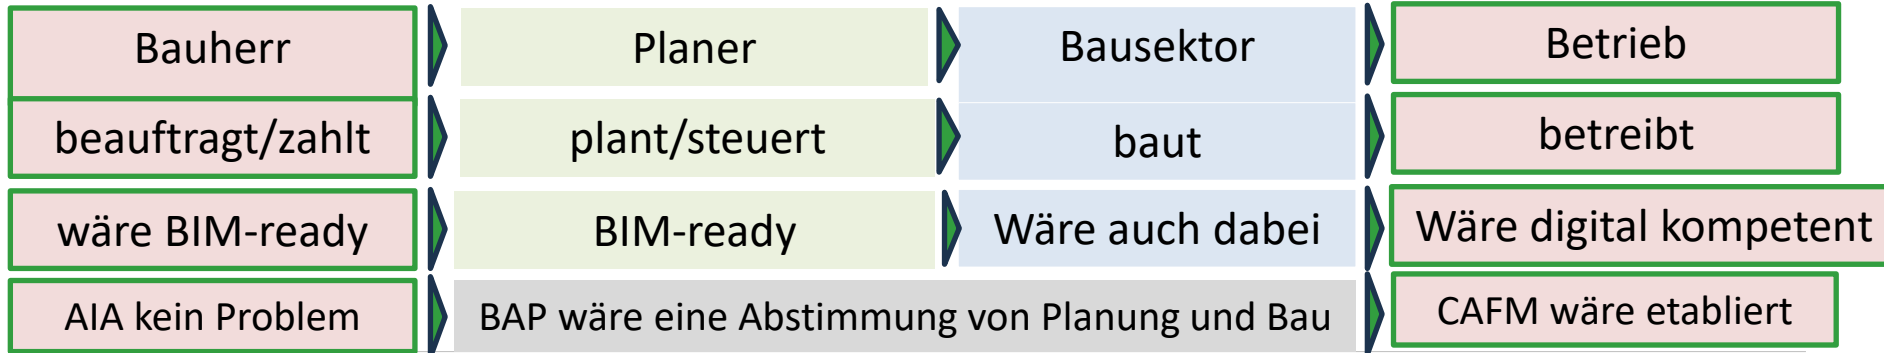 Bauherr
Planer
Bausektor
Betrieb
beauftragt/zahlt
plant/steuert
baut
betreibt
wäre BIM-ready
BIM-ready
Wäre auch dabei
Wäre digital kompetent
AIA kein Problem
BAP wäre eine Abstimmung von Planung und Bau
CAFM wäre etabliert